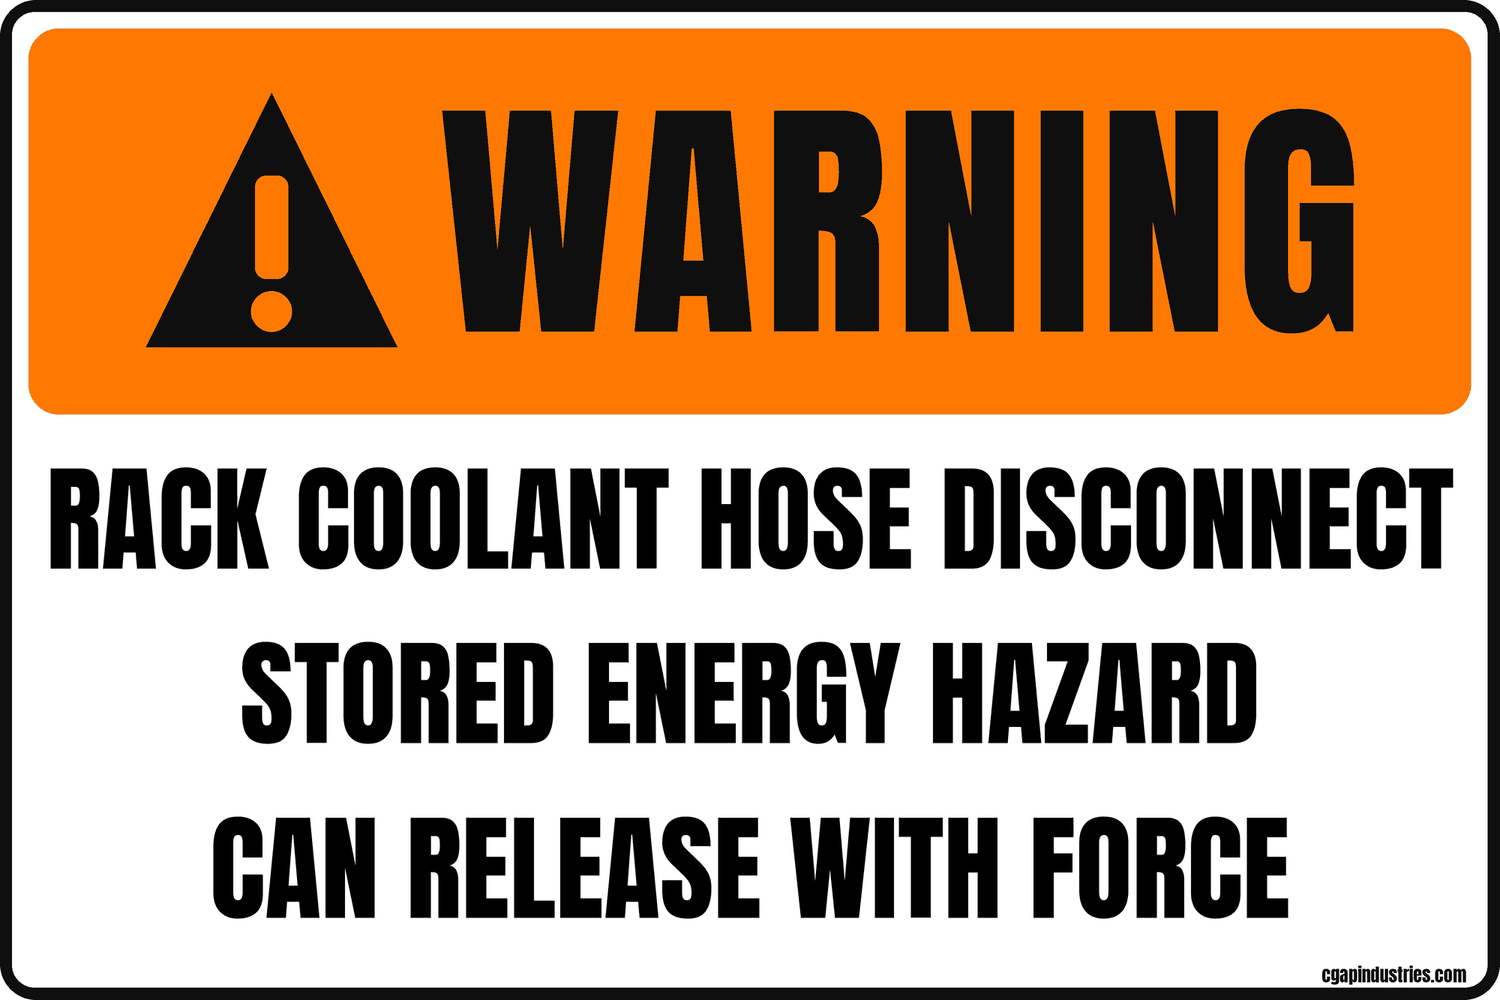 WARNING
RACK COOLANT HOSE DISCONNECT
STORED ENERGY HAZARD
CAN RELEASE WITH FORCE
cgapindustries.com